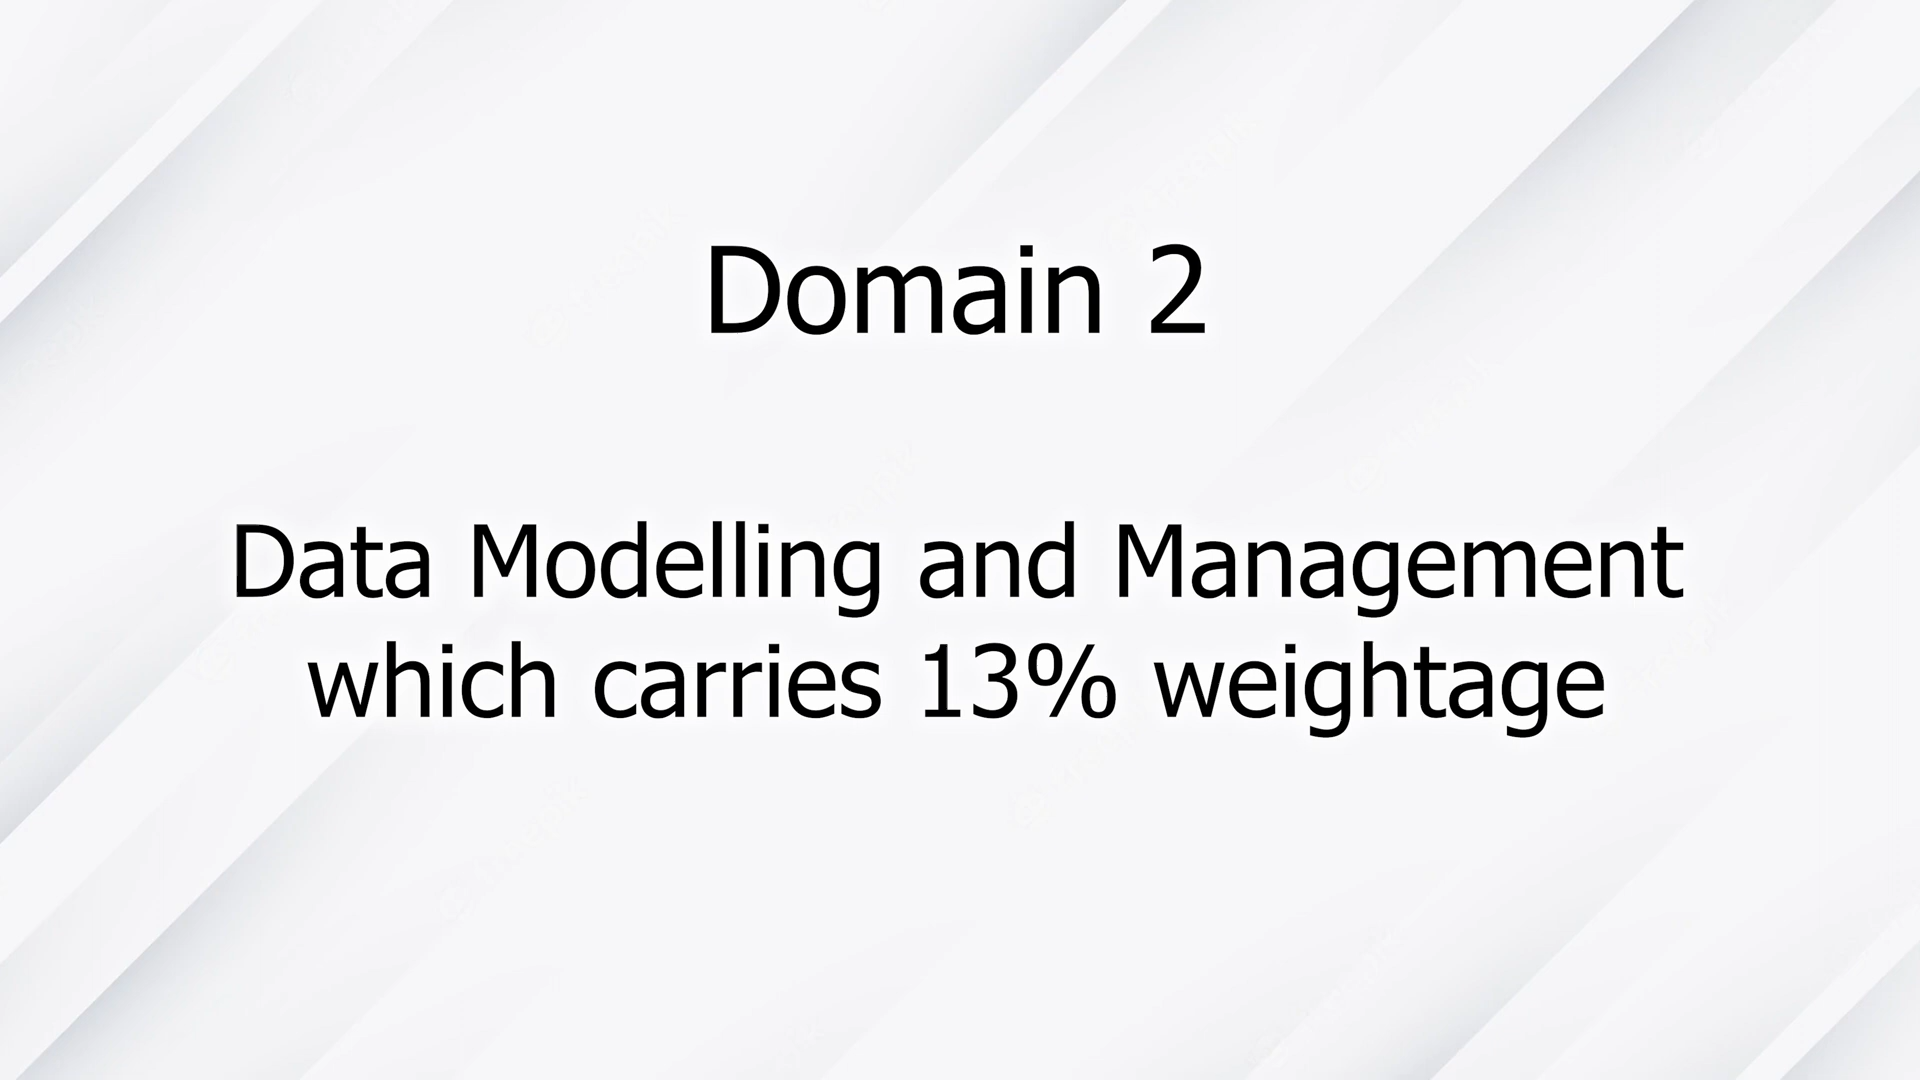 Domain 2
Data Modelling and Management
which carries 13% weightage